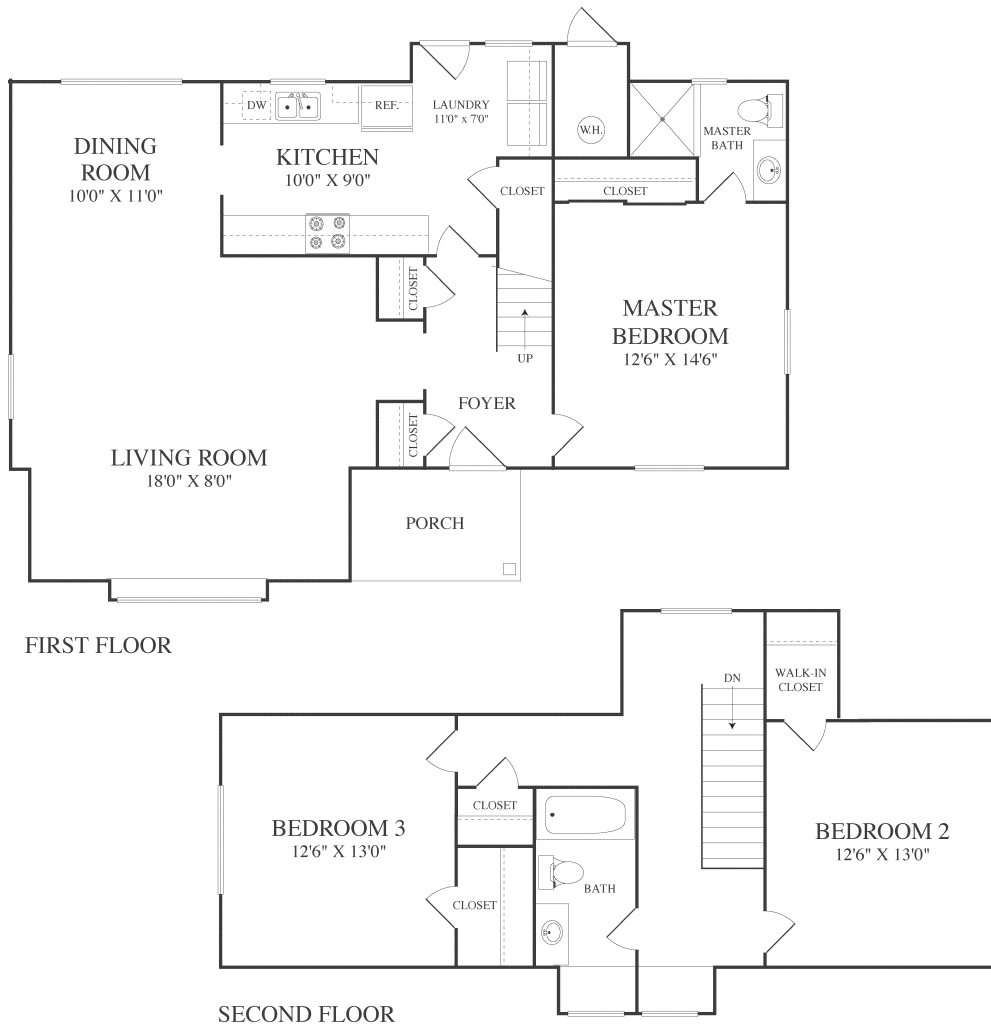 DINING
ROOM
10'0" X 11'0"
DW
REF.
KITCHEN
10'0" X 9'0"
LAUNDRY
11'0" x 7'0"
W.H.
MASTER
BATH
CLOSET
CLOSET
CLOSET
UP
MASTER
BEDROOM
12'6" X 14'6"
FOYER
CLOSET
LIVING ROOM
18'0" X 8'0"
PORCH
FIRST FLOOR
DN
WALK-IN
CLOSET
CLOSET
BEDROOM 3
12'6" X 13'0"
BEDROOM 2
12'6" X 13'0"
BATH
CLOSET
SECOND FLOOR